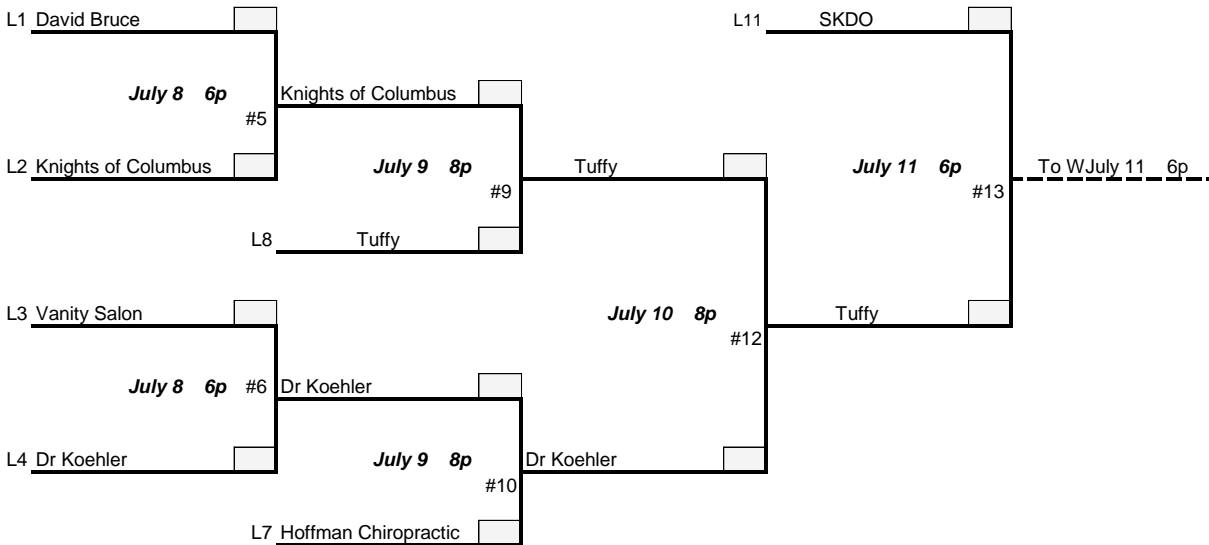 L1 David Bruce
L11 SKDO
July 8 6p
Knights of Columbus
#5
L2 Knights of Columbus
July 9 8p
Tuffy
July 11 6p
To WJuly 11 6p
#9
#13
L8 Tuffy
L3 Vanity Salon
July 10 8p
Tuffy
#12
July 8 6p #6
Dr Koehler
L4 Dr Koehler
July 9 8p
Dr Koehler
#10
L7 Hoffman Chiropractic